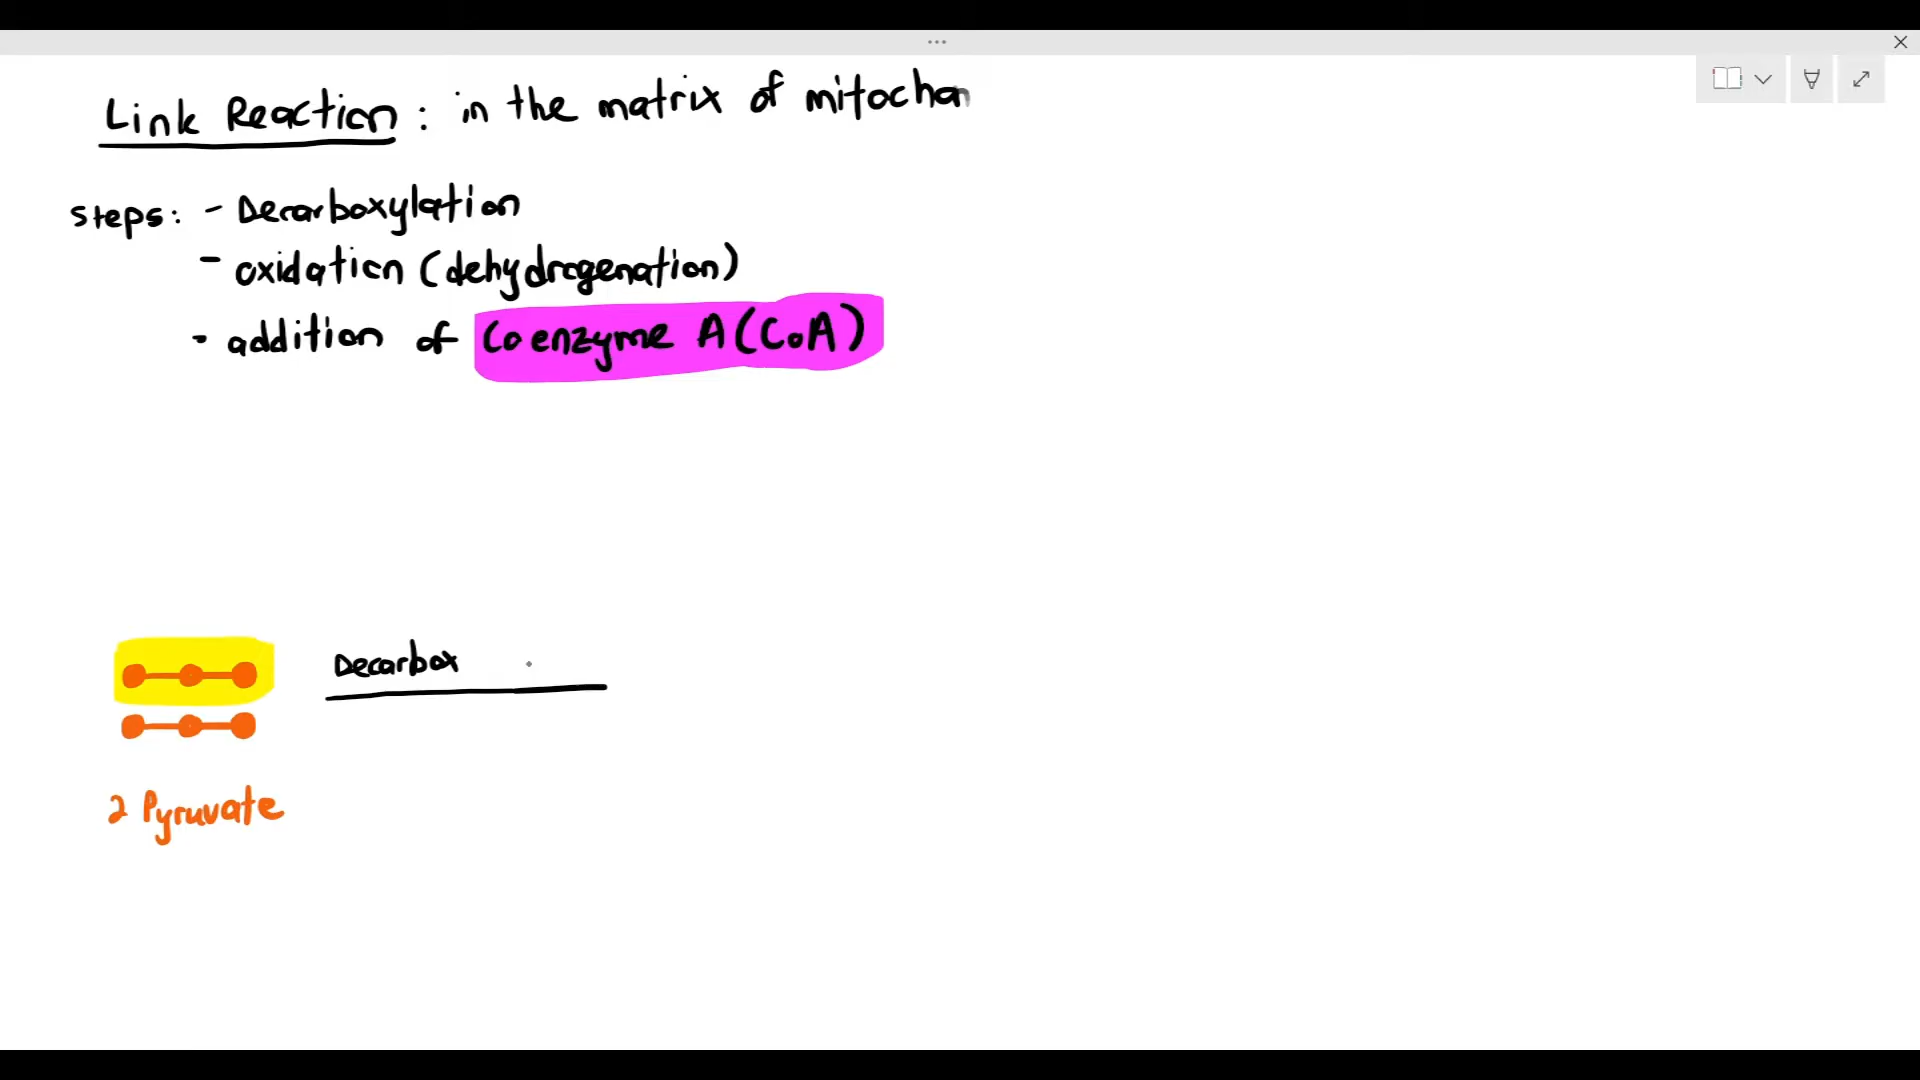 Link Reaction : in the matrix of mitochon
Steps: - Decarboxylation
- oxidation (dehydrogenation)
- addition of Coenzyme A (CoA)
Decarbox
2 Pyruvate